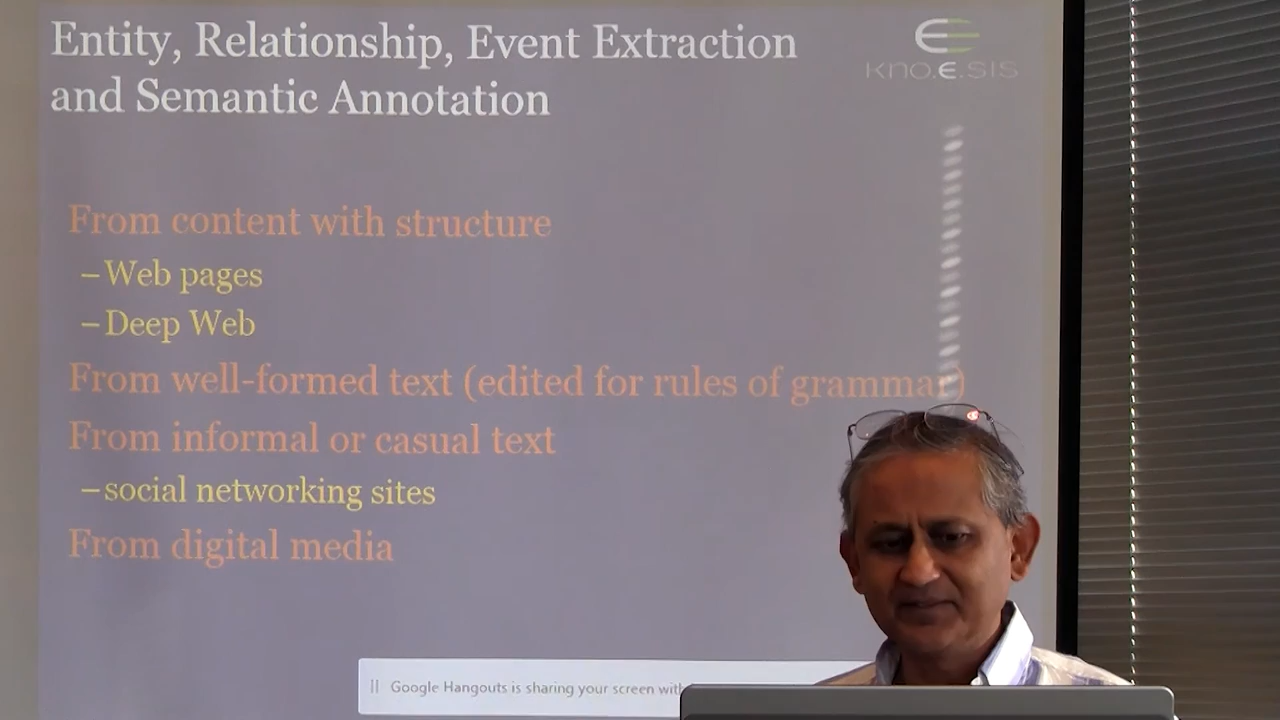 Entity, Relationship, Event Extraction
and Semantic Annotation
kno.e.sis
From content with structure
–Web pages
–Deep Web
From well-formed text (edited for rules of grammar)
From informal or casual text
–social networking sites
From digital media
Google Hangouts is sharing your screen with